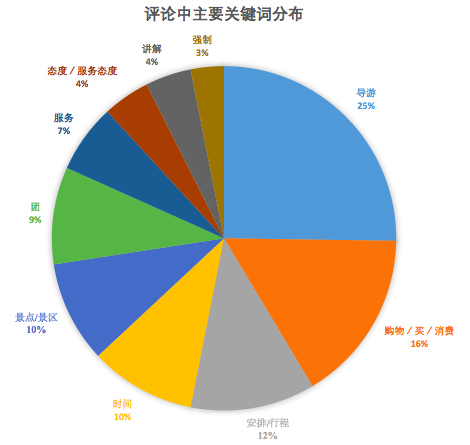 评论中主要关键词分布
强制
3%
讲解
4%
态度 / 服务态度
4%
服务
7%
团
9%
景点/景区
10%
时间
10%
安排/行程
12%
购物 / 买 / 消费
16%
导游
25%